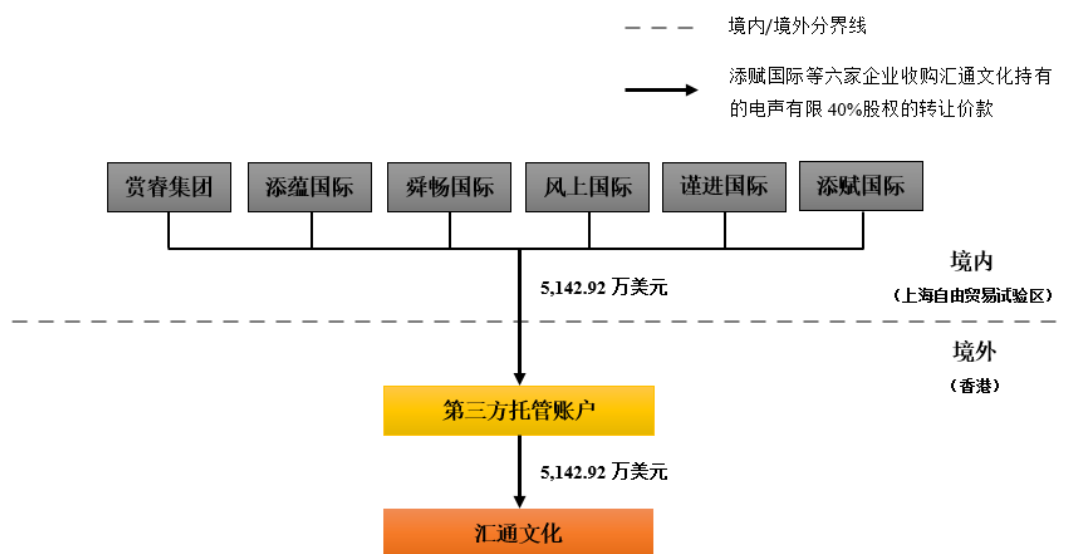 境内/境外分界线
添赋国际等六家企业收购汇通文化持有
的电声有限 40%股权的转让价款
赏睿集团 添蕴国际 舜畅国际 风上国际 谨进国际 添赋国际
境内
5,142.92 万美元
（上海自由贸易试验区）
境外
（香港）
第三方托管账户
5,142.92 万美元
汇通文化